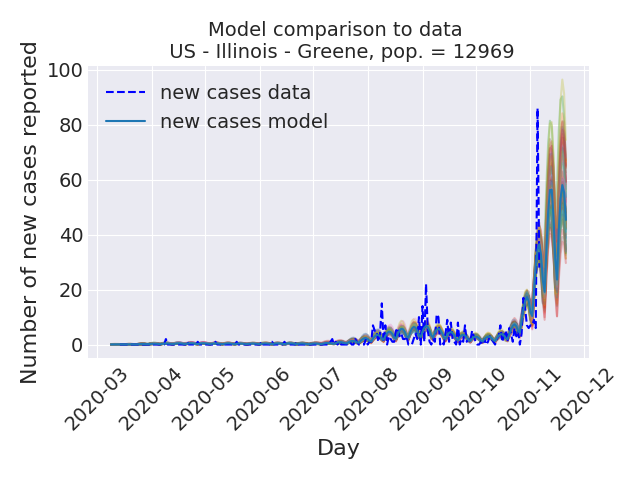 Model comparison to data
US - Illinois - Greene, pop. = 12969
Number of new cases reported
100
80
60
40
20
0
new cases data
new cases model
2020-03
2020-04
2020-05
2020-06
2020-07
2020-08
2020-09
2020-10
2020-11
2020-12
Day